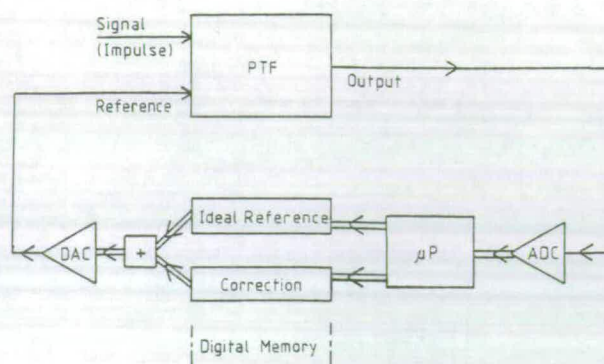 Signal
(Impulse)
PTF
Output
Reference
Ideal Reference
DAC
+
µP
ADC
Correction
Digital Memory